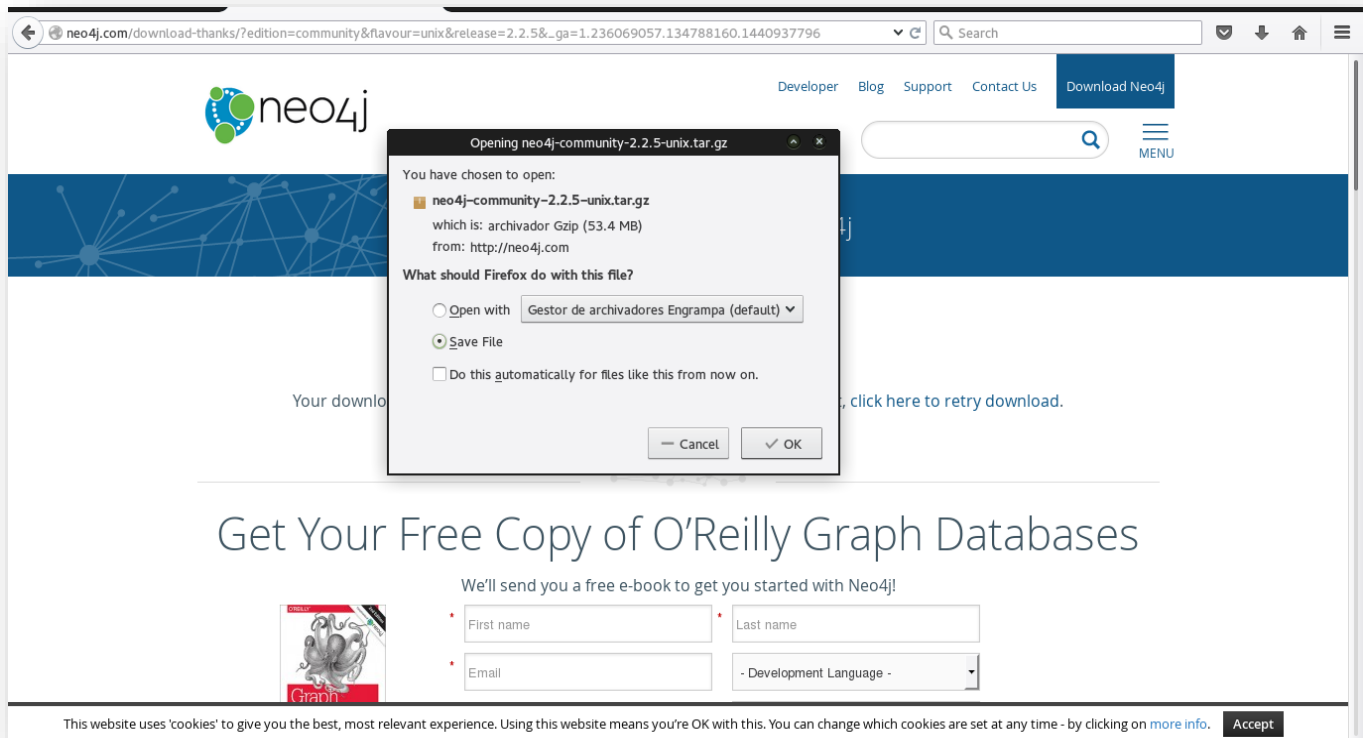 neo4j.com/download-thanks/?edition=community&flavour=unix&release=2.2.5&_ga=1.236069057.134788160.1440937796
Search
neo4j
Developer Blog Support Contact Us Download Neo4j
MENU
Opening neo4j-community-2.2.5-unix.tar.gz
You have chosen to open:
neo4j-community-2.2.5-unix.tar.gz
which is: archivador Gzip (53.4 MB)
from: http://neo4j.com
What should Firefox do with this file?
Open with Gestor de archivadores Engrampa (default)
Save File
Do this automatically for files like this from now on.
Cancel OK
4j
Your downlo , click here to retry download.
Get Your Free Copy of O'Reilly Graph Databases
We'll send you a free e-book to get you started with Neo4j!
O'REILLY
Graph
* First name * Last name
* Email - Development Language -
This website uses 'cookies' to give you the best, most relevant experience. Using this website means you're OK with this. You can change which cookies are set at any time - by clicking on more info. Accept